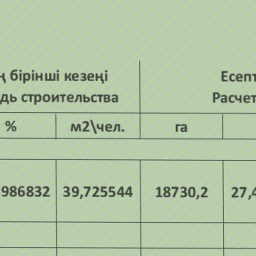 ң бірінші кезеңі Есеп
дь строительства Расчет
% м2\чел. га
986832 39,725544 18730,2 27,4